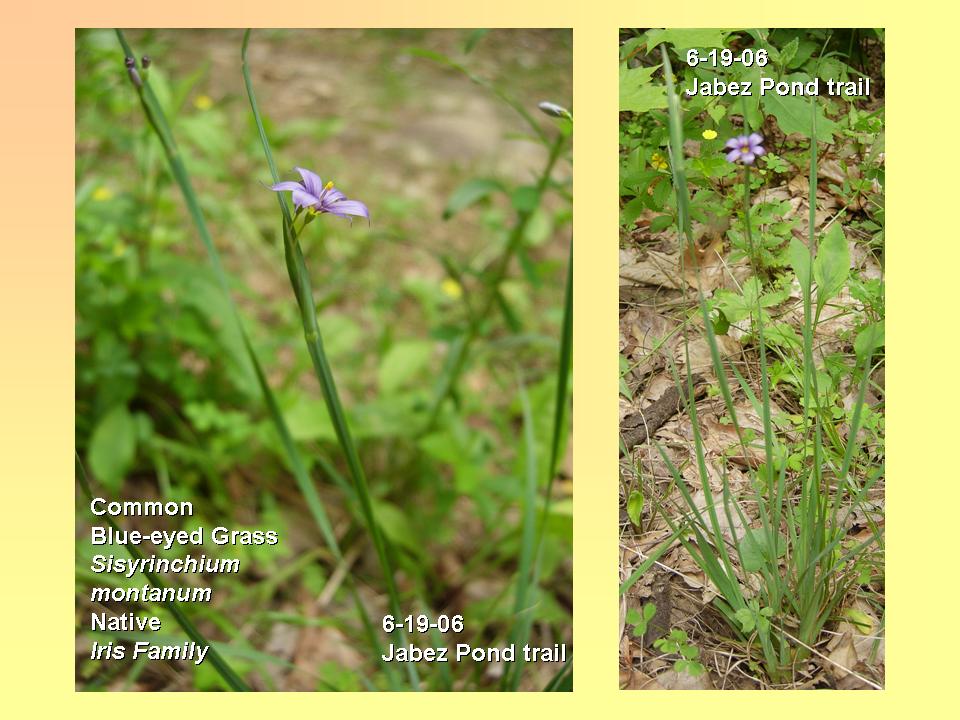 Common
Blue-eyed Grass
Sisyrinchium
montanum
Native
Iris Family
6-19-06
Jabez Pond trail
6-19-06
Jabez Pond trail